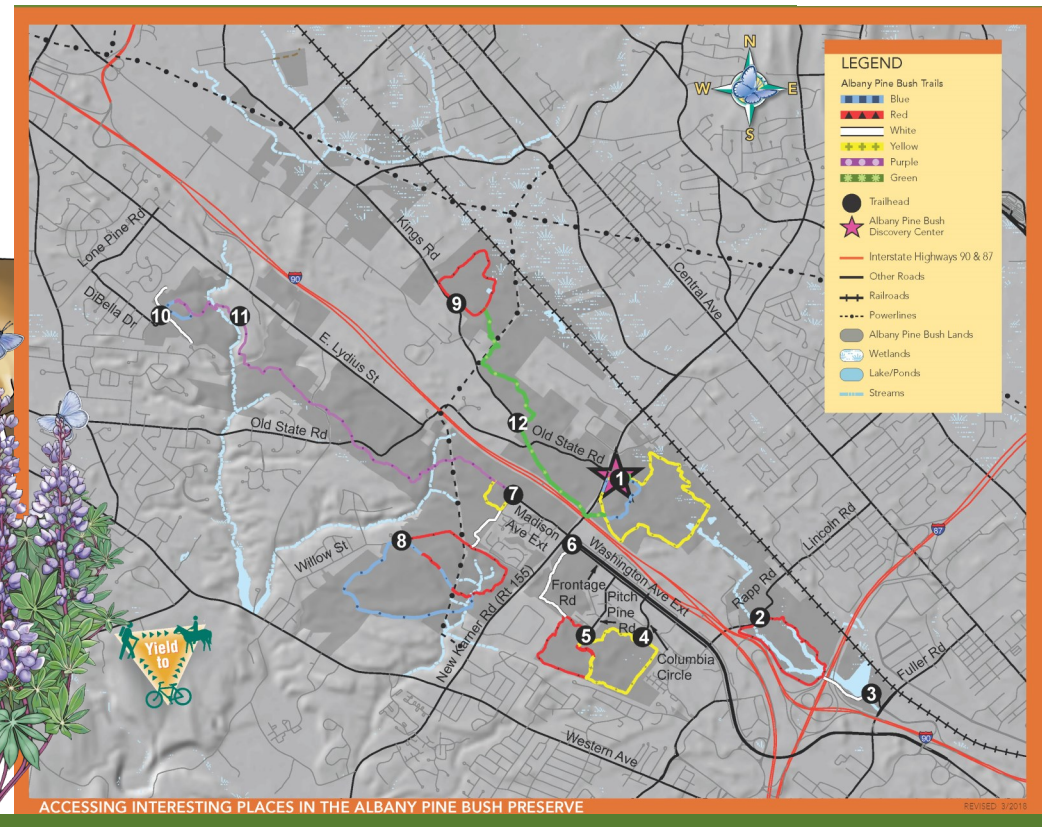 N
W
E
S
LEGEND
Albany Pine Bush Trails
Blue
Red
White
Yellow
Purple
Green
Trailhead
Albany Pine Bush
Discovery Center
Interstate Highways 90 & 87
Other Roads
Railroads
Powerlines
Albany Pine Bush Lands
Wetlands
Lake/Ponds
Streams
Lone Pine Rd
DiBella Dr
10
11
90
Kings Rd
9
Central Ave
E. Lydius St
12
Old State Rd
Old State Rd
1
Lincoln Rd
87
7
Madison
Ave Ext
6
Washington Ave Ext
8
Willow St
Frontage
Rd
Pitch
Pine
Rd
Rapp Rd
2
New Karner Rd (Rt 155)
5
4
Columbia
Circle
Fuller Rd
3
Yield
to
Western Ave
90
ACCESSING INTERESTING PLACES IN THE ALBANY PINE BUSH PRESERVE
REVISED 3/2018